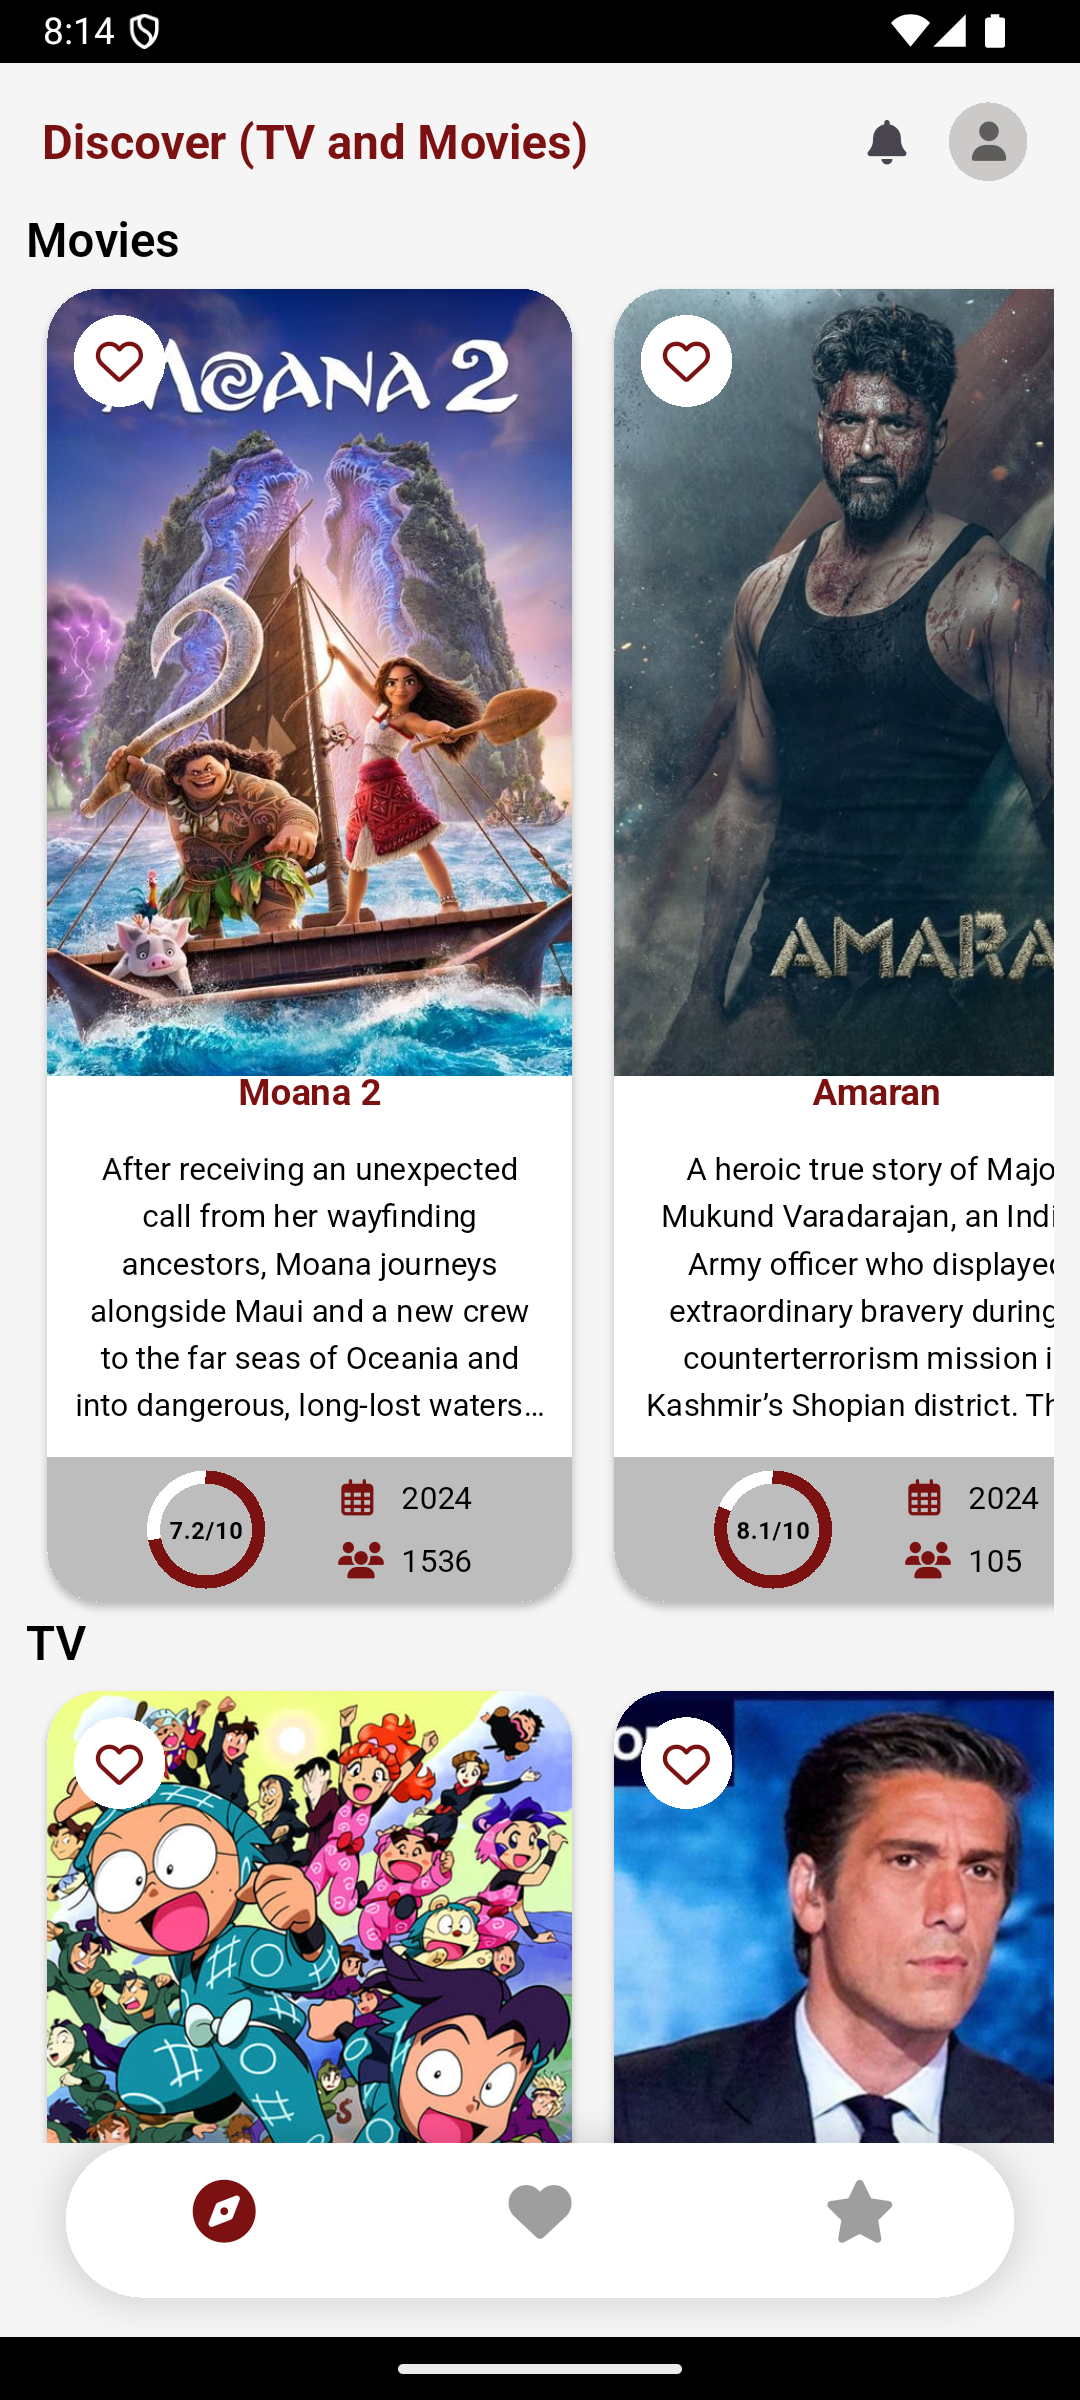 8:14
Discover (TV and Movies)
Movies
MOANA 2
AMARA
Moana 2
After receiving an unexpected
call from her wayfinding
ancestors, Moana journeys
alongside Maui and a new crew
to the far seas of Oceania and
into dangerous, long-lost waters...
7.2/10
2024
1536
Amaran
A heroic true story of Majo
Mukund Varadarajan, an Indi
Army officer who displayed
extraordinary bravery during
counterterrorism mission i
Kashmir’s Shopian district. Th
8.1/10
2024
105
TV